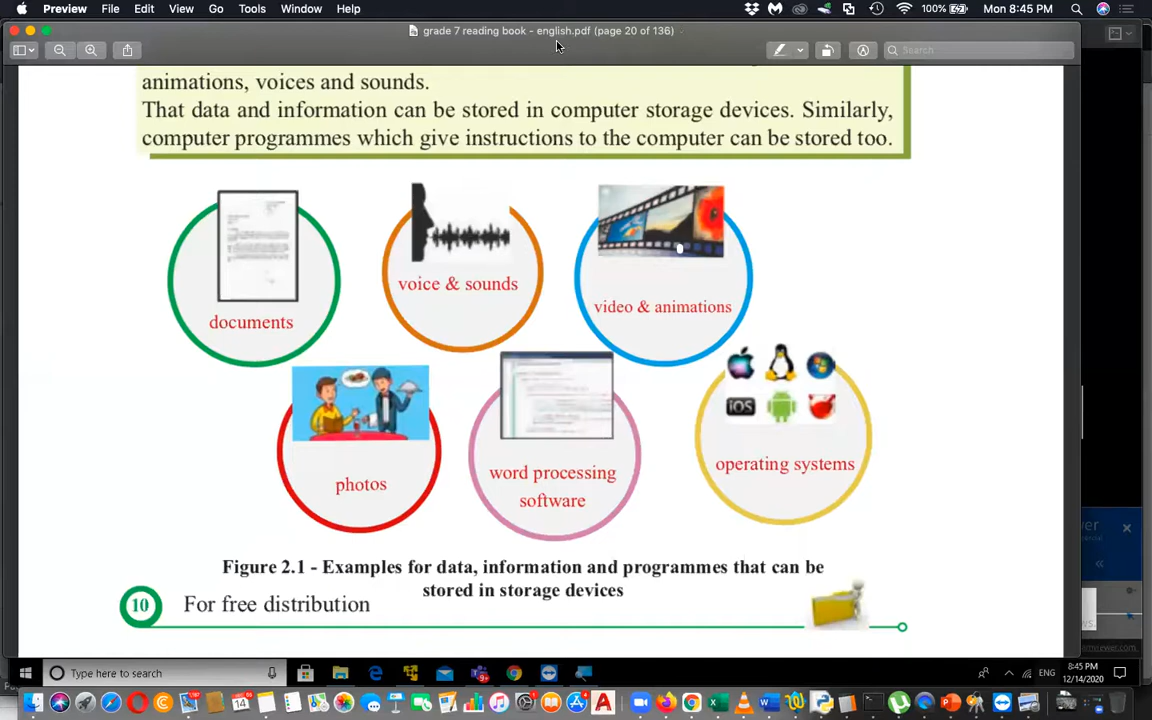 Preview File Edit View Go Tools Window Help 100% Mon 8:45 PM
grade 7 reading book - english.pdf (page 20 of 136)
Search
animations, voices and sounds.
That data and information can be stored in computer storage devices. Similarly,
computer programmes which give instructions to the computer can be stored too.
documents
voice & sounds
video & animations
photos
word processing
software
iOS
operating systems
Figure 2.1 - Examples for data, information and programmes that can be
stored in storage devices
10 For free distribution
Type here to search
ENG
8:45 PM
12/14/2020